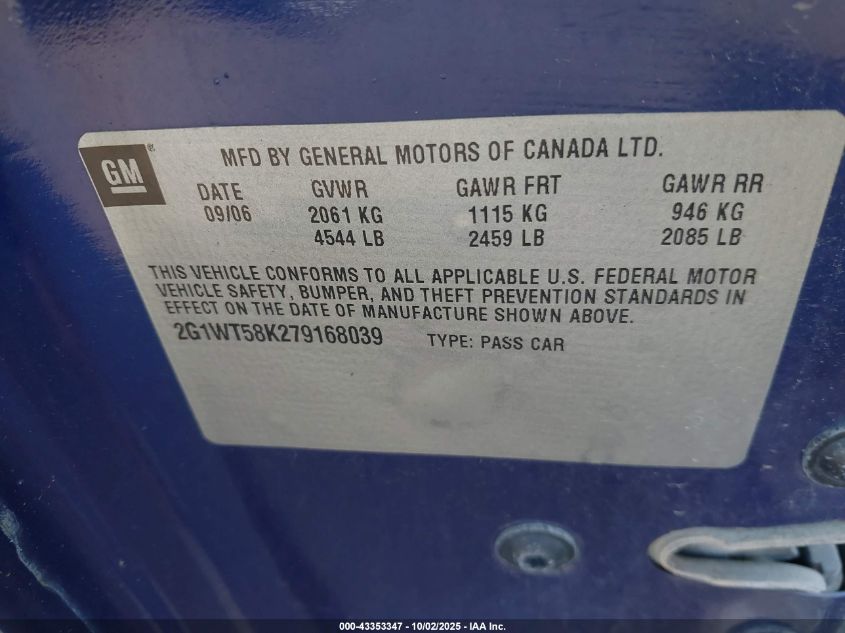 GM®
MFD BY GENERAL MOTORS OF CANADA LTD.
DATE GVWR GAWR FRT GAWR RR
09/06 2061 KG 1115 KG 946 KG
4544 LB 2459 LB 2085 LB
THIS VEHICLE CONFORMS TO ALL APPLICABLE U.S. FEDERAL MOTOR
VEHICLE SAFETY, BUMPER, AND THEFT PREVENTION STANDARDS IN
EFFECT ON THE DATE OF MANUFACTURE SHOWN ABOVE.
2G1WT58K279168039 TYPE: PASS CAR
000-43353347 - 10/02/2025 - IAA Inc.